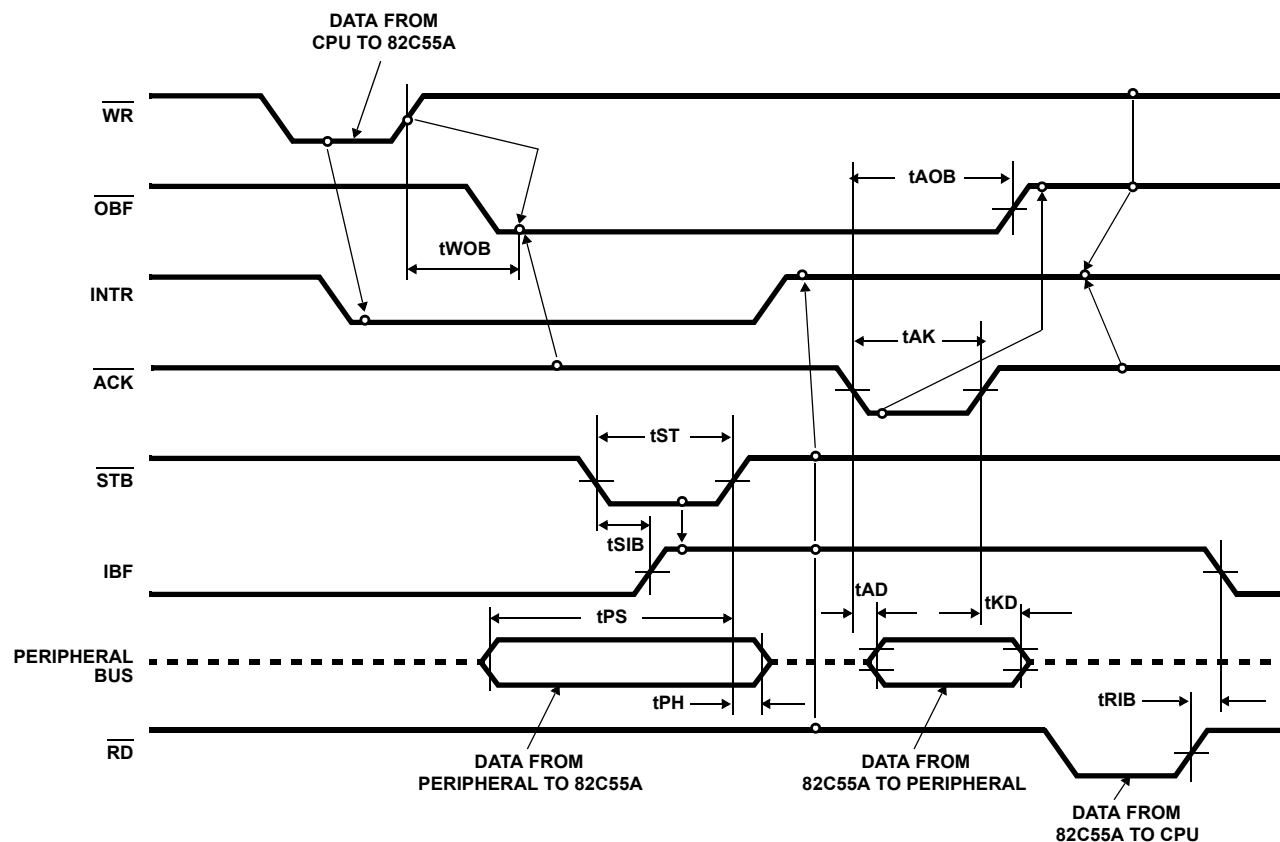 DATA FROM
CPU TO 82C55A
WR
OBF
tAOB
tWOB
INTR
tAK
ACK
tST
STB
tSIB
IBF
tAD
tKD
tPS
PERIPHERAL
BUS
tPH
tRIB
RD
DATA FROM
PERIPHERAL TO 82C55A
DATA FROM
82C55A TO PERIPHERAL
DATA FROM
82C55A TO CPU